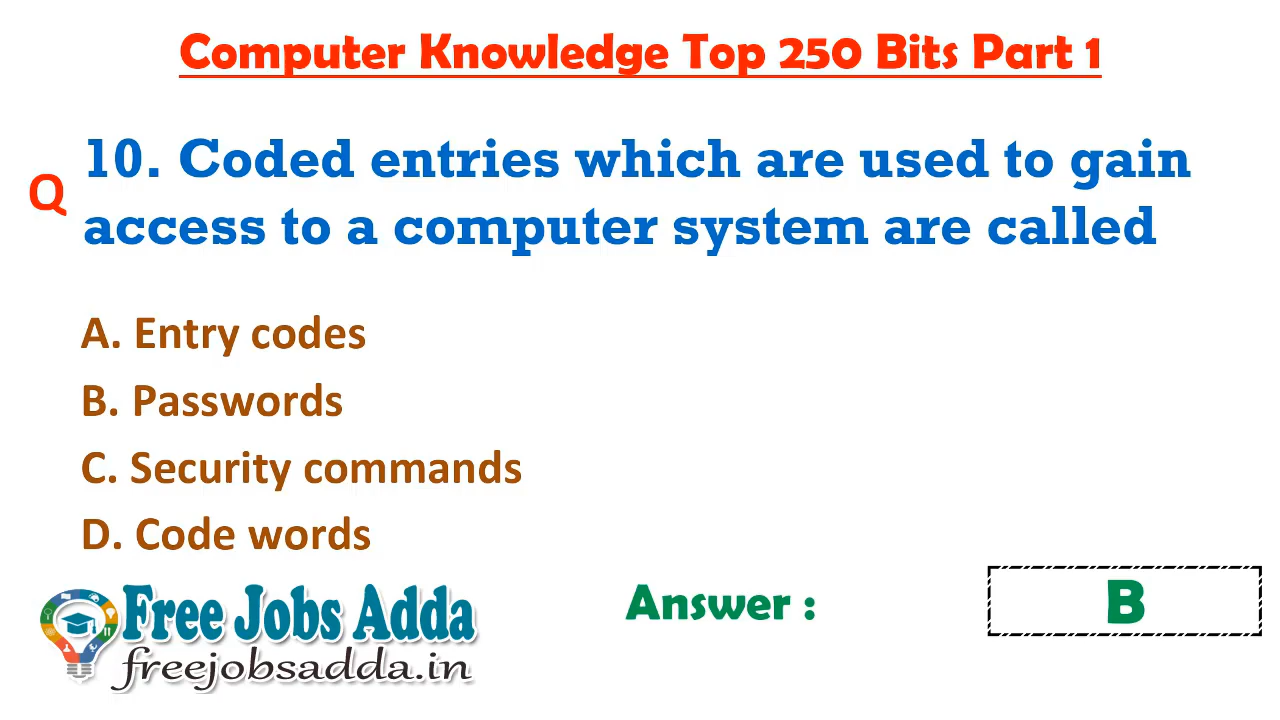 Computer Knowledge Top 250 Bits Part 1
Q
10. Coded entries which are used to gain
access to a computer system are called
A. Entry codes
B. Passwords
C. Security commands
D. Code words
Free Jobs Adda
freejobsadda.in
Answer :
B